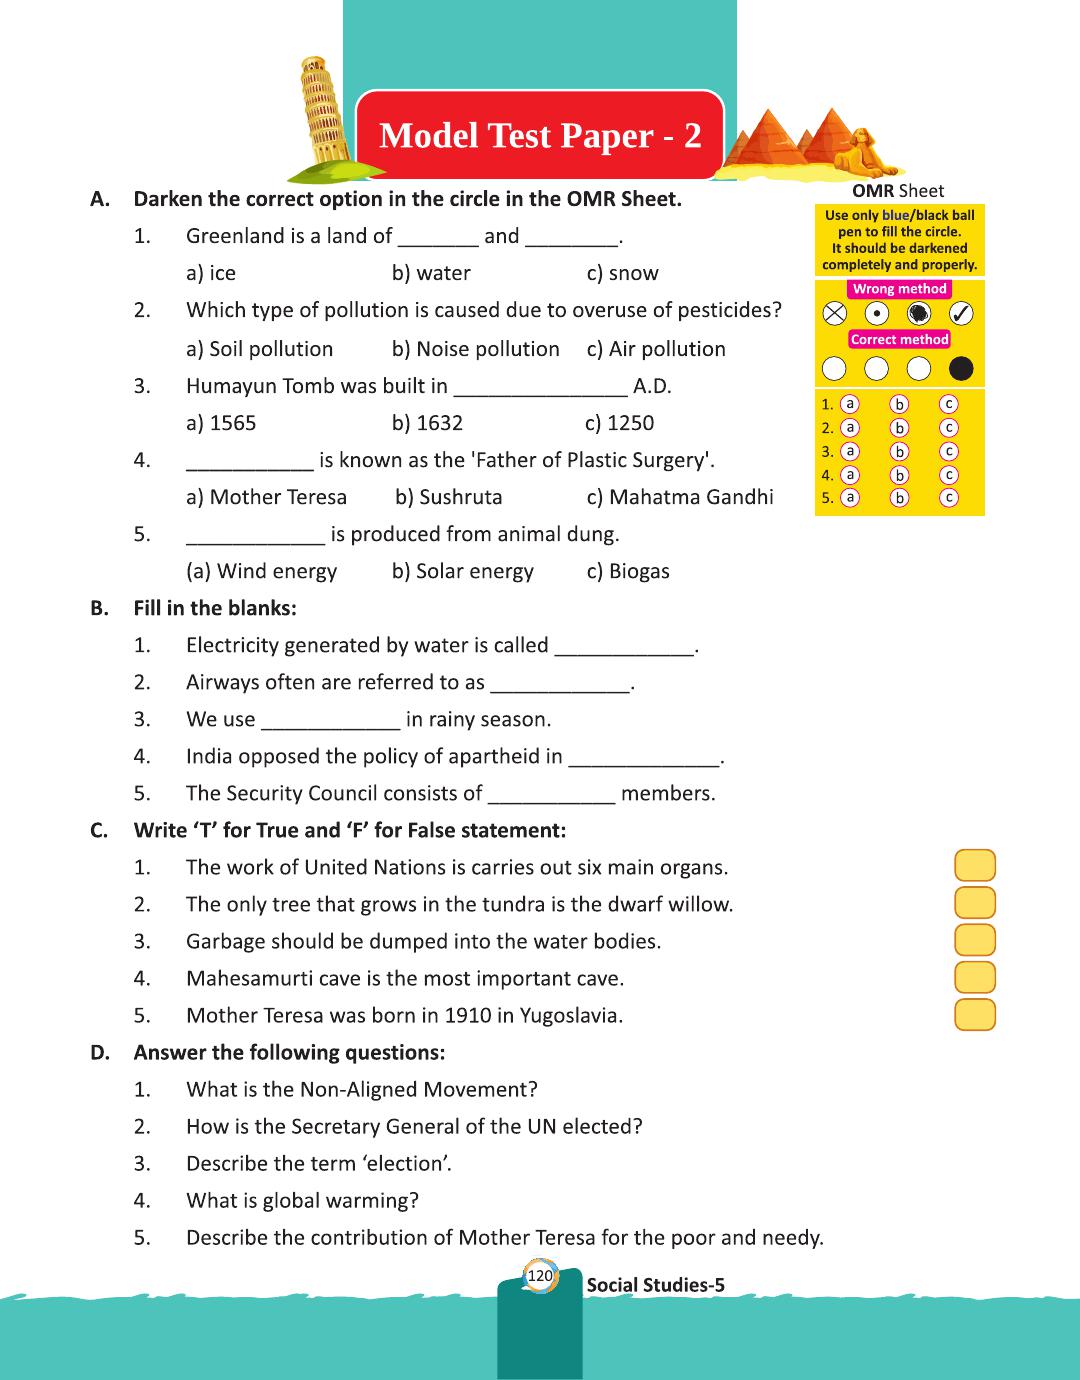 Model Test Paper - 2
A. Darken the correct option in the circle in the OMR Sheet.
1. Greenland is a land of _______ and ________.
a) ice b) water c) snow
2. Which type of pollution is caused due to overuse of pesticides?
a) Soil pollution b) Noise pollution c) Air pollution
3. Humayun Tomb was built in _______________ A.D.
a) 1565 b) 1632 c) 1250
4. ___________ is known as the 'Father of Plastic Surgery'.
a) Mother Teresa b) Sushruta c) Mahatma Gandhi
5. ____________ is produced from animal dung.
(a) Wind energy b) Solar energy c) Biogas
OMR Sheet
Use only blue/black ball
pen to fill the circle.
It should be darkened
completely and properly.
Wrong method
Correct method
1. a b c
2. a b c
3. a b c
4. a b c
5. a b c
B. Fill in the blanks:
1. Electricity generated by water is called ____________.
2. Airways often are referred to as ____________.
3. We use ____________ in rainy season.
4. India opposed the policy of apartheid in _____________.
5. The Security Council consists of ___________ members.
C. Write ‘T’ for True and ‘F’ for False statement:
1. The work of United Nations is carries out six main organs.
2. The only tree that grows in the tundra is the dwarf willow.
3. Garbage should be dumped into the water bodies.
4. Mahesamurti cave is the most important cave.
5. Mother Teresa was born in 1910 in Yugoslavia.
D. Answer the following questions:
1. What is the Non-Aligned Movement?
2. How is the Secretary General of the UN elected?
3. Describe the term ‘election’.
4. What is global warming?
5. Describe the contribution of Mother Teresa for the poor and needy.
120 Social Studies-5